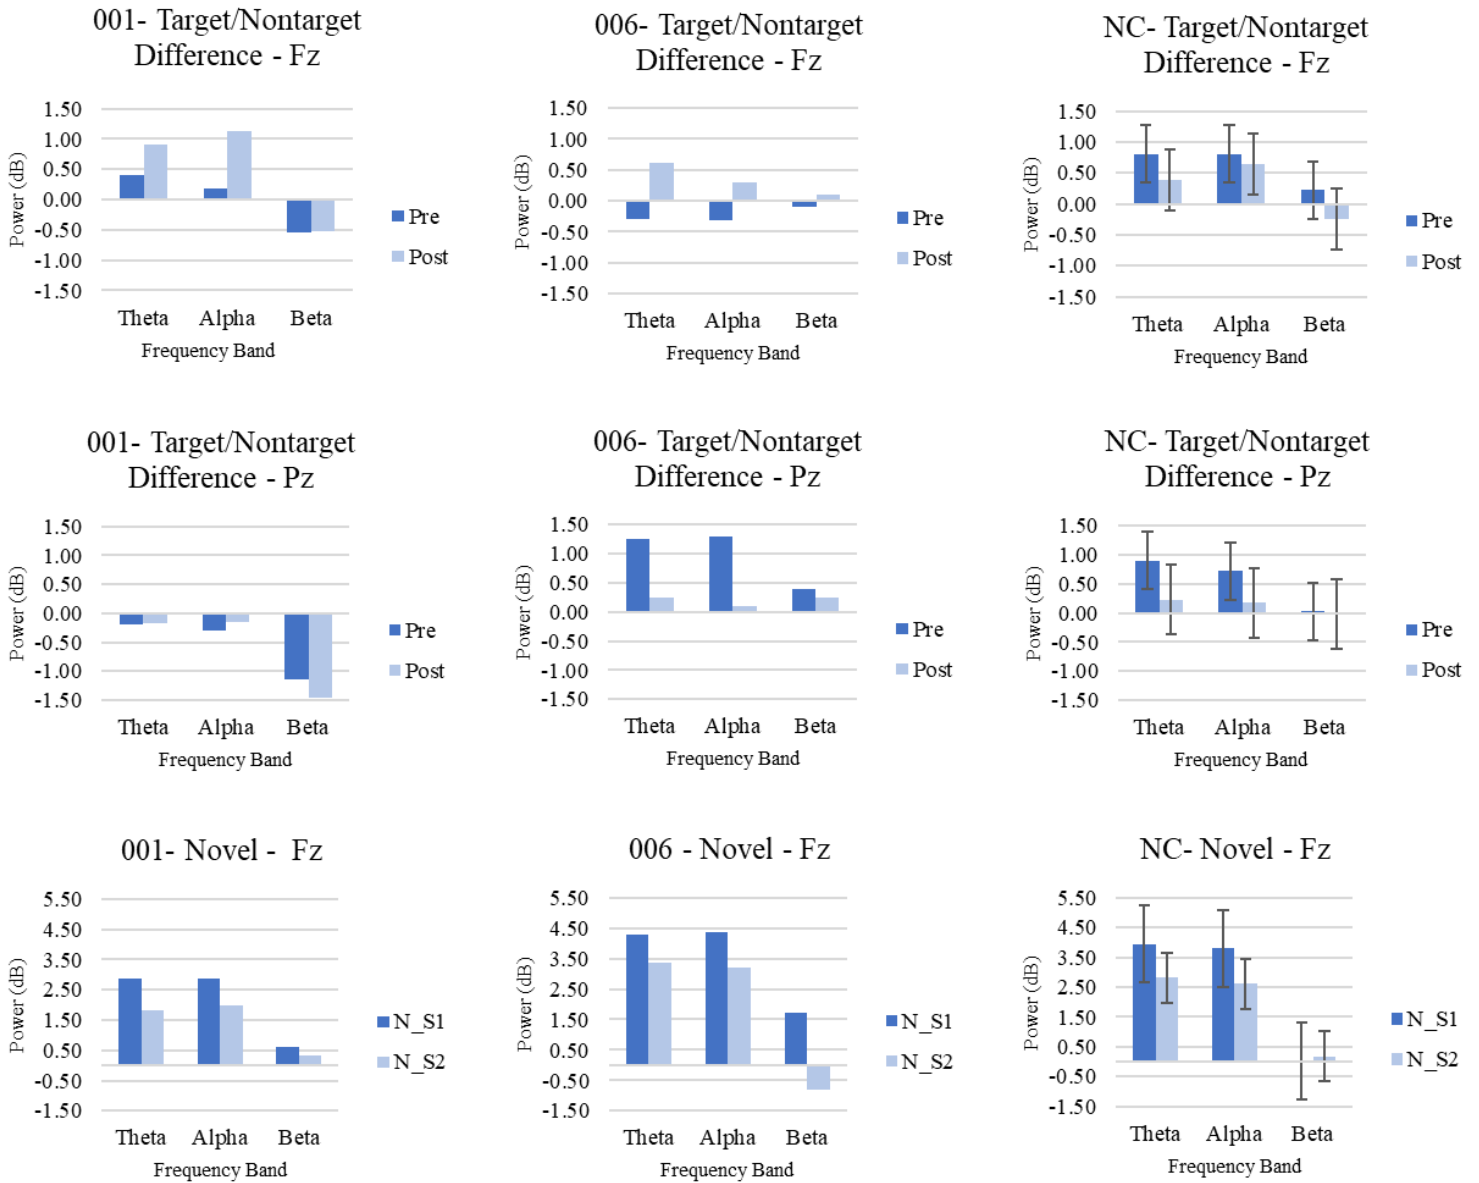 001- Target/Nontarget
Difference - Fz
1.50
1.00
0.50
0.00
-0.50
-1.00
-1.50
Power (dB)
Theta Alpha Beta
Frequency Band
Pre
Post
006- Target/Nontarget
Difference - Fz
1.50
1.00
0.50
0.00
-0.50
-1.00
-1.50
Power (dB)
Theta Alpha Beta
Frequency Band
Pre
Post
NC- Target/Nontarget
Difference - Fz
1.50
1.00
0.50
0.00
-0.50
-1.00
-1.50
Power (dB)
Theta Alpha Beta
Frequency Band
Pre
Post
001- Target/Nontarget
Difference - Pz
1.50
1.00
0.50
0.00
-0.50
-1.00
-1.50
Power (dB)
Theta Alpha Beta
Frequency Band
Pre
Post
006- Target/Nontarget
Difference - Pz
1.50
1.00
0.50
0.00
-0.50
-1.00
-1.50
Power (dB)
Theta Alpha Beta
Frequency Band
Pre
Post
NC- Target/Nontarget
Difference - Pz
1.50
1.00
0.50
0.00
-0.50
-1.00
-1.50
Power (dB)
Theta Alpha Beta
Frequency Band
Pre
Post
001- Novel - Fz
5.50
4.50
3.50
2.50
1.50
0.50
-0.50
-1.50
Power (dB)
Theta Alpha Beta
Frequency Band
N_S1
N_S2
006 - Novel - Fz
5.50
4.50
3.50
2.50
1.50
0.50
-0.50
-1.50
Power (dB)
Theta Alpha Beta
Frequency Band
N_S1
N_S2
NC- Novel - Fz
5.50
4.50
3.50
2.50
1.50
0.50
-0.50
-1.50
Power (dB)
Theta Alpha Beta
Frequency Band
N_S1
N_S2